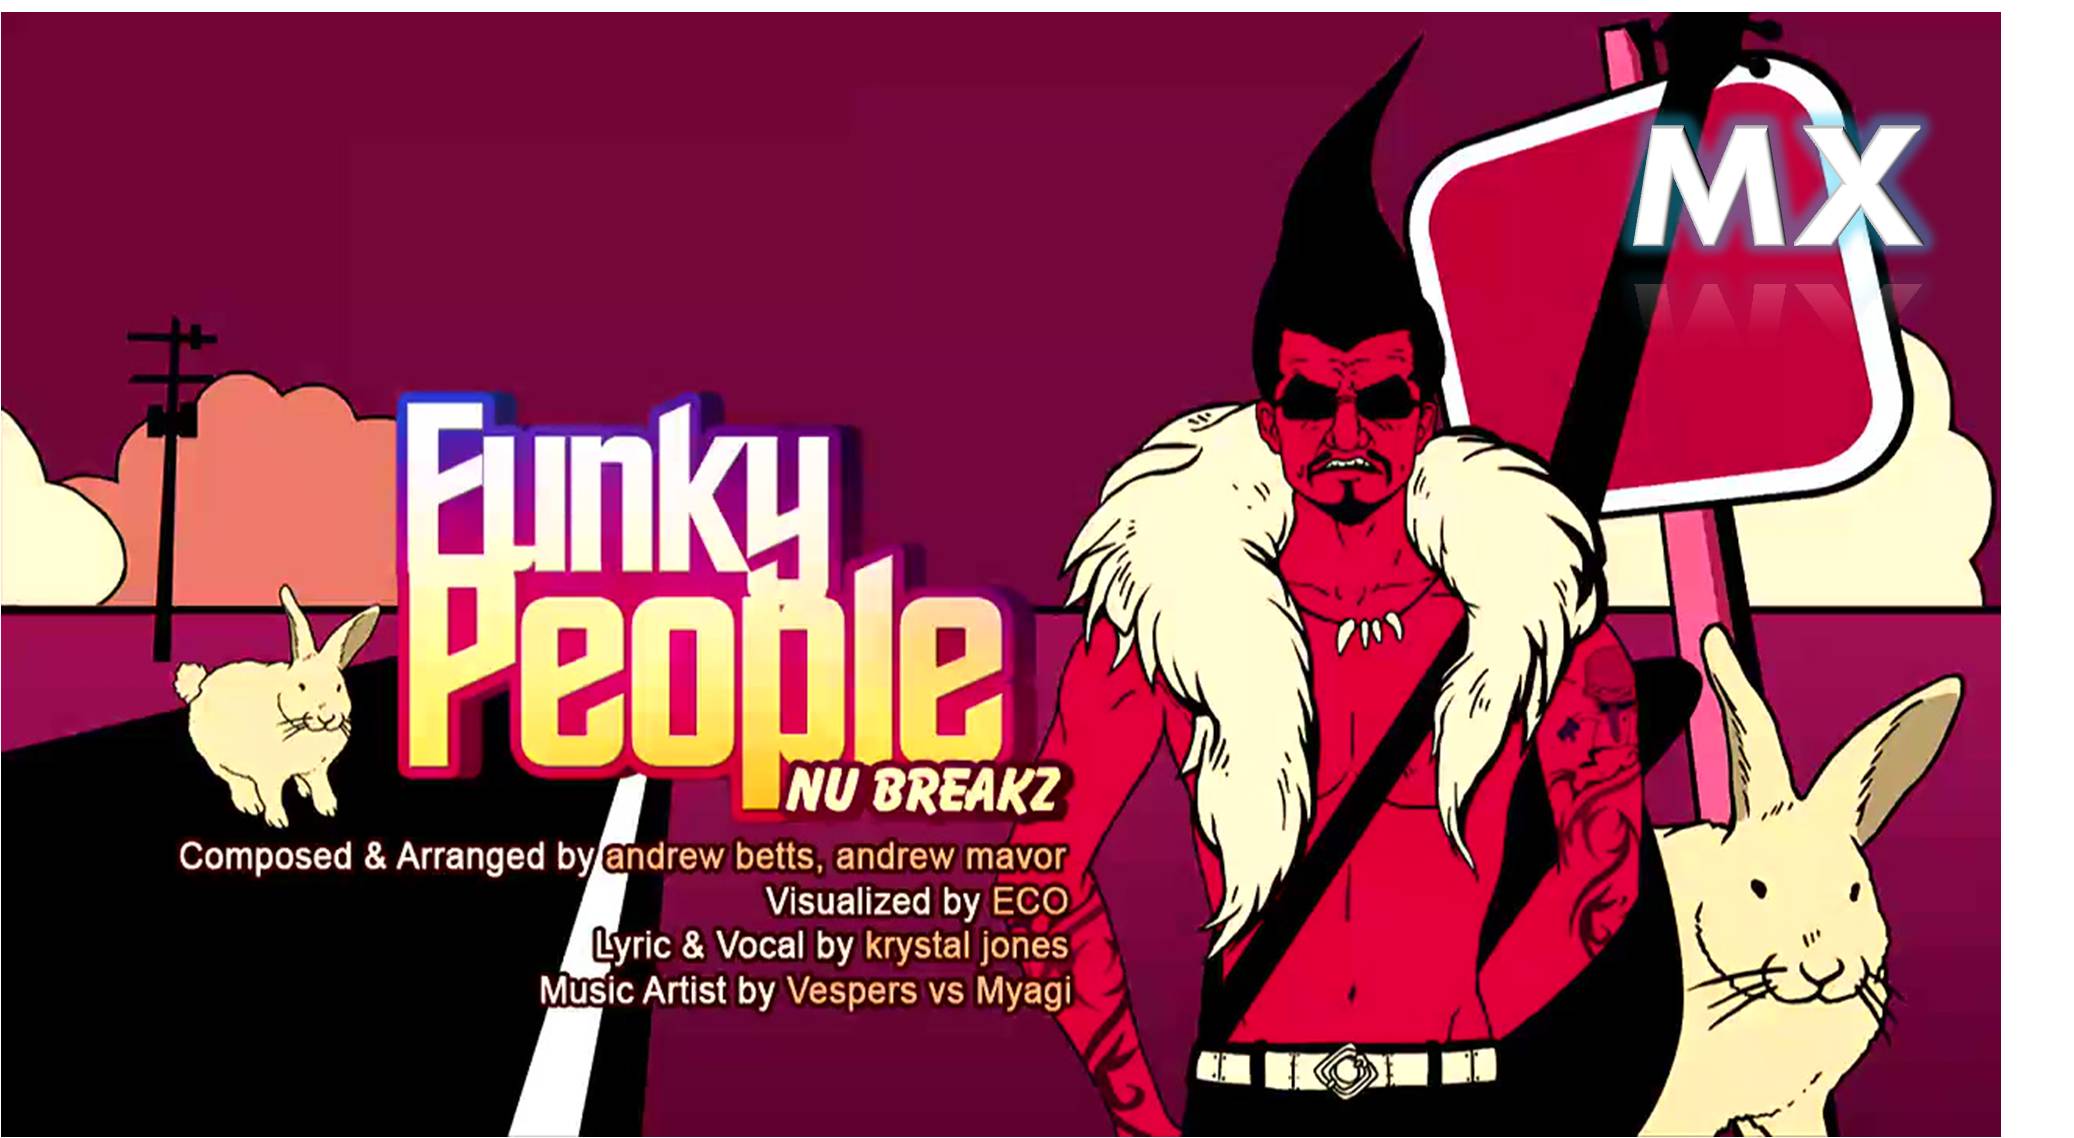 MX
Funky
People
NU BREAKZ
Composed & Arranged by andrew betts, andrew mavor
Visualized by ECO
Lyric & Vocal by krystal jones
Music Artist by Vespers vs Myagi